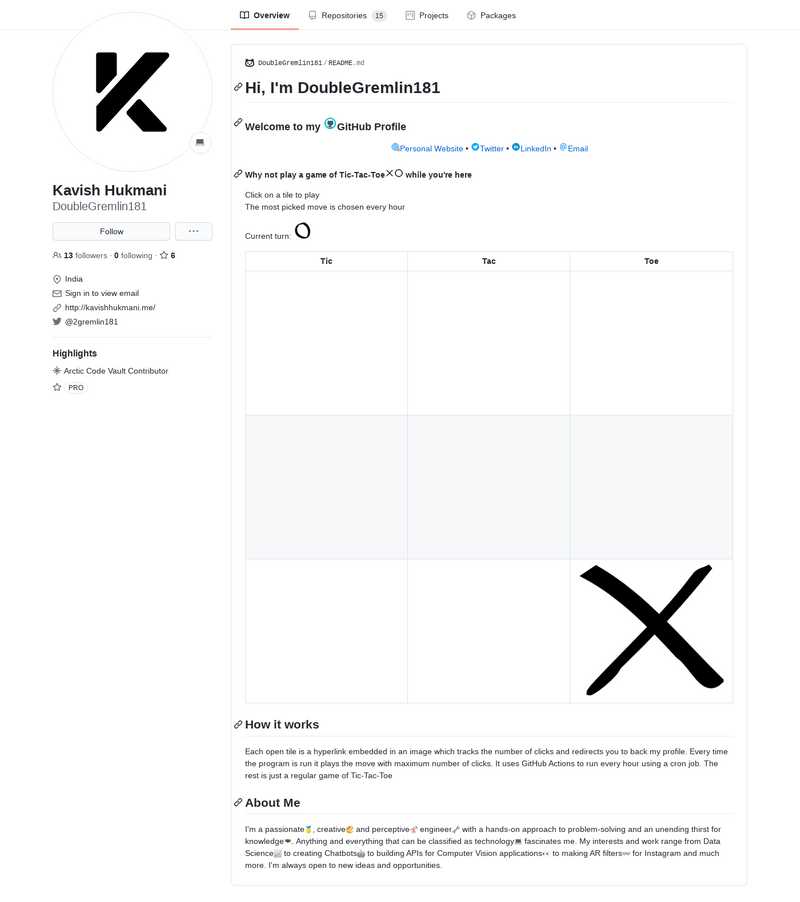 Overview
Repositories 15
Projects
Packages
Kavish Hukmani
DoubleGremlin181
Follow
13 followers · 0 following · 6
India
Sign in to view email
http://kavishhukmani.me/
@2gremlin181
Highlights
Arctic Code Vault Contributor
PRO
DoubleGremlin181/README.md
Hi, I'm DoubleGremlin181
Welcome to my GitHub Profile
Personal Website • Twitter • LinkedIn • Email
Why not play a game of Tic-Tac-Toe while you're here
Click on a tile to play
The most picked move is chosen every hour
Current turn:
Tic Tac Toe
How it works
Each open tile is a hyperlink embedded in an image which tracks the number of clicks and redirects you to back my profile. Every time
the program is run it plays the move with maximum number of clicks. It uses GitHub Actions to run every hour using a cron job. The
rest is just a regular game of Tic-Tac-Toe
About Me
I'm a passionate, creative and perceptive engineer with a hands-on approach to problem-solving and an unending thirst for
knowledge. Anything and everything that can be classified as technology fascinates me. My interests and work range from Data
Science to creating Chatbots to building APIs for Computer Vision applications to making AR filters for Instagram and much
more. I'm always open to new ideas and opportunities.